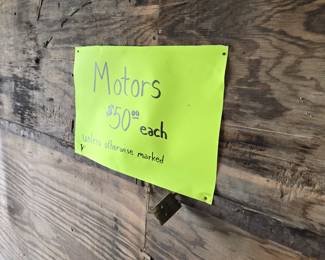 Motors
$50⁰⁰ each
unless otherwise marked